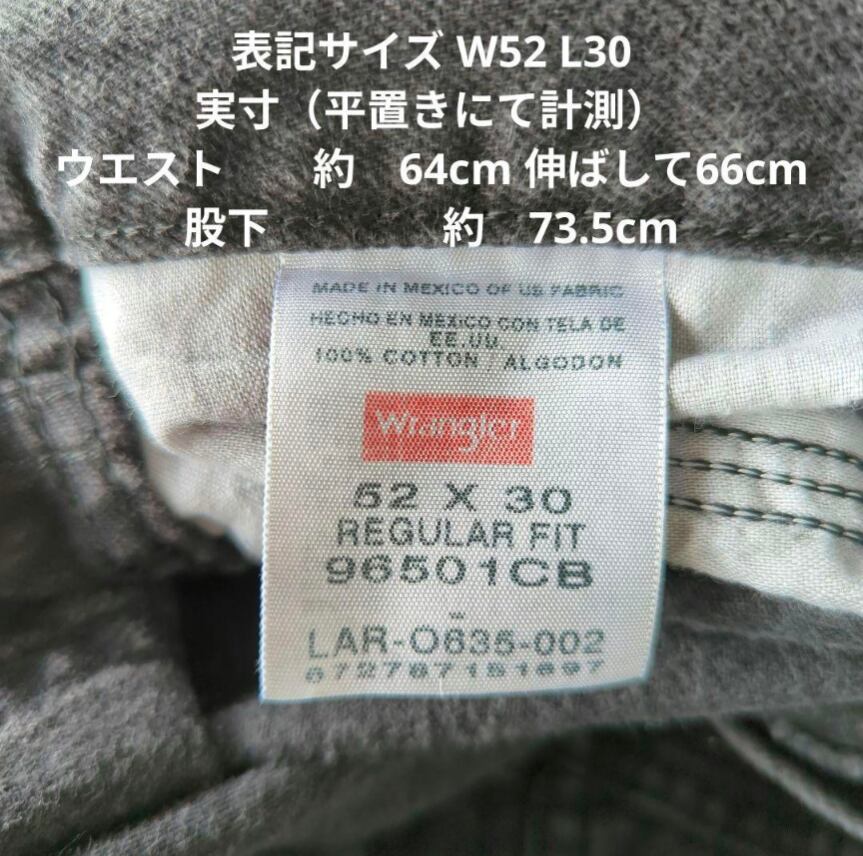 表記サイズ W52 L30
実寸（平置きにて計測）
ウエスト　　約　64cm 伸ばして66cm
股下　　　　約　73.5cm
MADE IN MEXICO OF US FABRIC
HECHO EN MEXICO CON TELA DE
EE.UU.
100% COTTON / ALGODON
Wrangler
52 X 30
REGULAR FIT
96501CB
-
LAR-O635-002